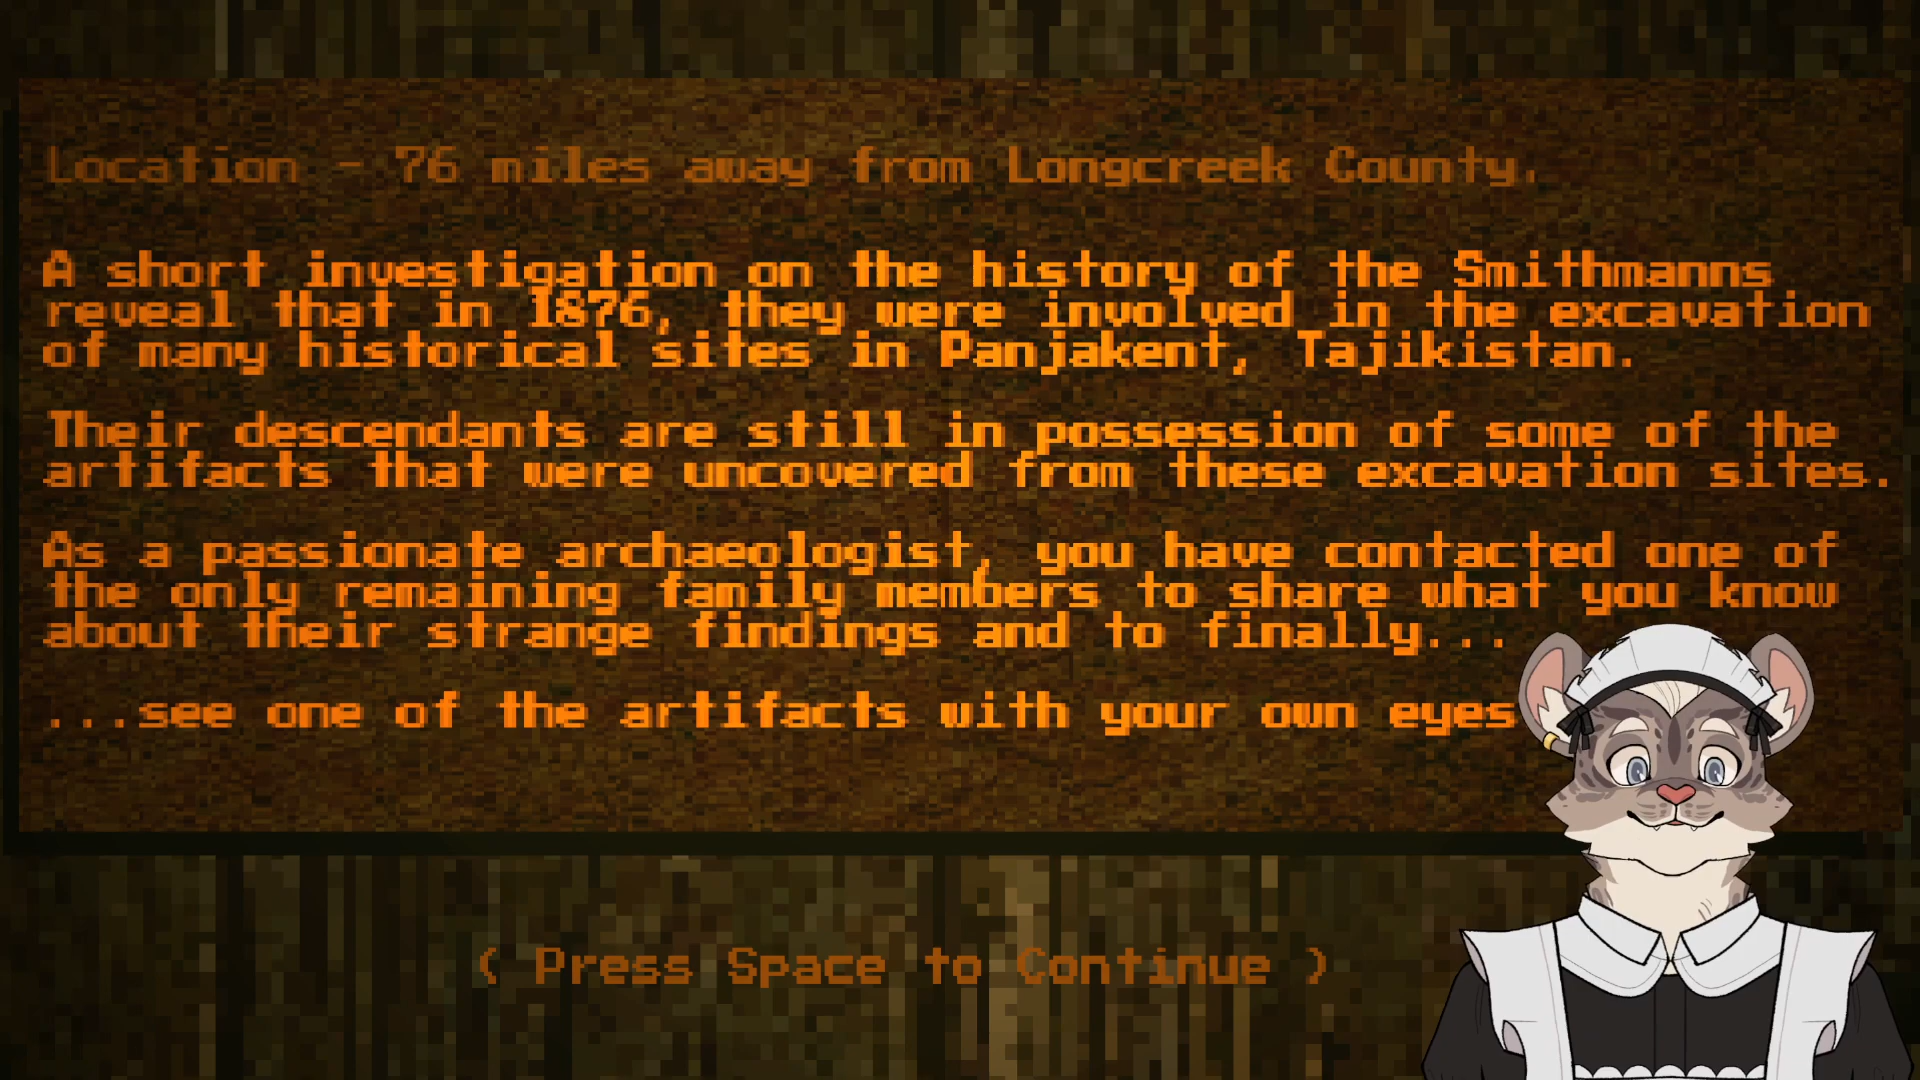 Location - 76 miles away from Longcreek County.
A short investigation on the history of the Smithmanns
reveal that in 1876, they were involved in the excavation
of many historical sites in Panjakent, Tajikistan.
Their descendants are still in possession of some of the
artifacts that were uncovered from these excavation sites.
As a passionate archaeologist, you have contacted one of
the only remaining family members to share what you know
about their strange findings and to finally...
...see one of the artifacts with your own eyes
( Press Space to Continue )